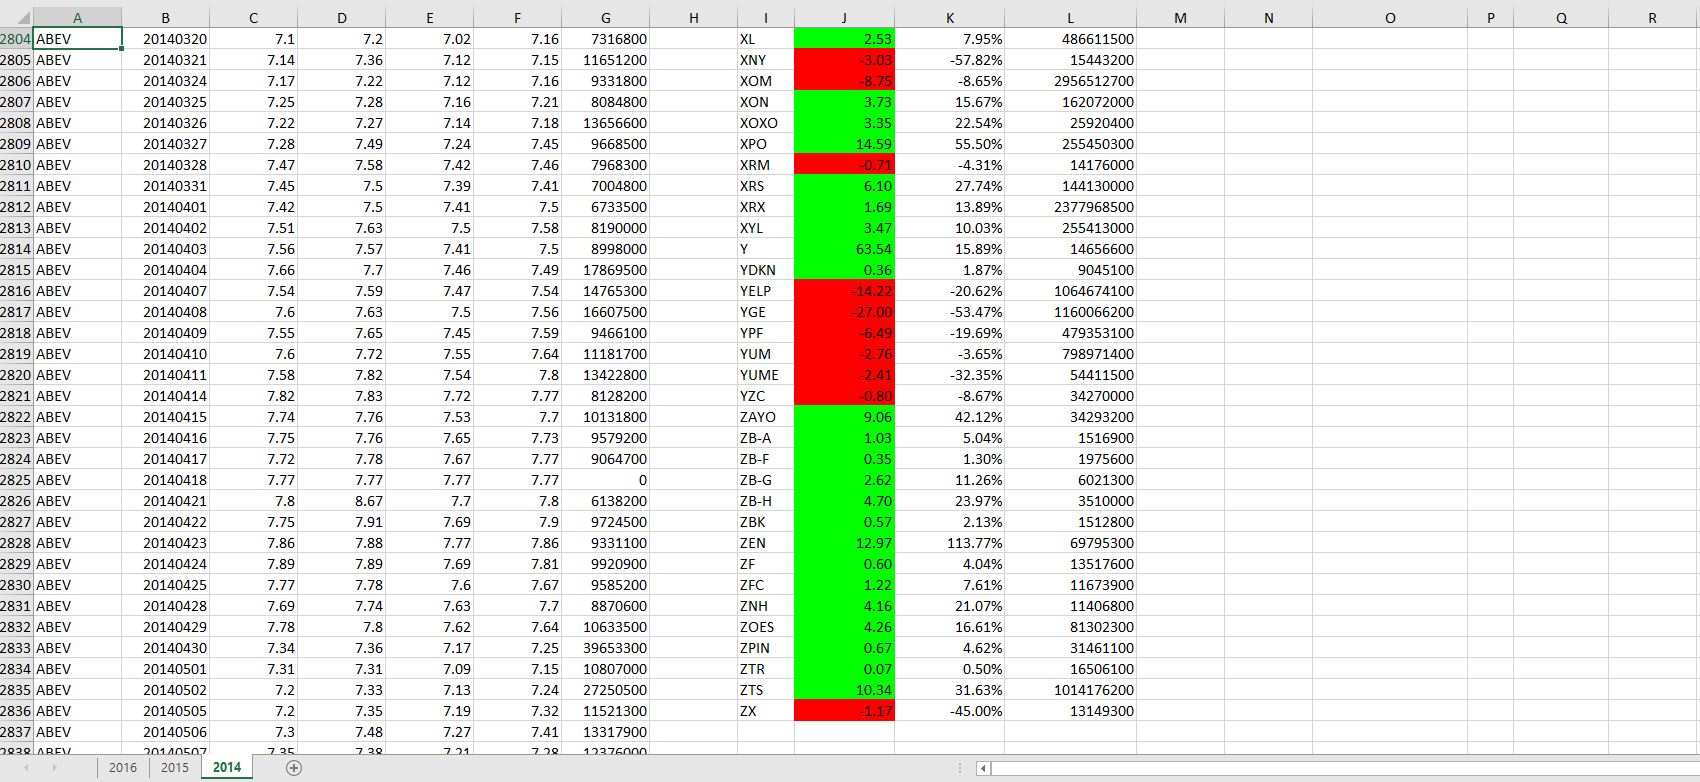 A B C D E F G H I J K L M N O P Q R
2804 ABEV 20140320 7.1 7.2 7.02 7.16 7316800 XL 2.53 7.95% 486611500
2805 ABEV 20140321 7.14 7.36 7.12 7.15 11651200 XNY -3.03 -57.82% 15443200
2806 ABEV 20140324 7.17 7.22 7.12 7.16 9331800 XOM -8.75 -8.65% 2956512700
2807 ABEV 20140325 7.25 7.28 7.16 7.21 8084800 XON 3.73 15.67% 162072000
2808 ABEV 20140326 7.22 7.27 7.14 7.18 13656600 XOXO 3.35 22.54% 25920400
2809 ABEV 20140327 7.28 7.49 7.24 7.45 9668500 XPO 14.59 55.50% 255450300
2810 ABEV 20140328 7.47 7.58 7.42 7.46 7968300 XRM -0.71 -4.31% 14176000
2811 ABEV 20140331 7.45 7.5 7.39 7.41 7004800 XRS 6.10 27.74% 144130000
2812 ABEV 20140401 7.42 7.5 7.41 7.5 6733500 XRX 1.69 13.89% 2377968500
2813 ABEV 20140402 7.51 7.63 7.5 7.58 8190000 XYL 3.47 10.03% 255413000
2814 ABEV 20140403 7.56 7.57 7.41 7.5 8998000 Y 63.54 15.89% 14656600
2815 ABEV 20140404 7.66 7.7 7.46 7.49 17869500 YDKN 0.36 1.87% 9045100
2816 ABEV 20140407 7.54 7.59 7.47 7.54 14765300 YELP -14.22 -20.62% 1064674100
2817 ABEV 20140408 7.6 7.63 7.5 7.56 16607500 YGE -27.00 -53.47% 1160066200
2818 ABEV 20140409 7.55 7.65 7.45 7.59 9466100 YPF -6.49 -19.69% 479353100
2819 ABEV 20140410 7.6 7.72 7.55 7.64 11181700 YUM -2.76 -3.65% 798971400
2820 ABEV 20140411 7.58 7.82 7.54 7.8 13422800 YUME -2.41 -32.35% 54411500
2821 ABEV 20140414 7.82 7.83 7.72 7.77 8128200 YZC -0.80 -8.67% 34270000
2822 ABEV 20140415 7.74 7.76 7.53 7.7 10131800 ZAYO 9.06 42.12% 34293200
2823 ABEV 20140416 7.75 7.76 7.65 7.73 9579200 ZB-A 1.03 5.04% 1516900
2824 ABEV 20140417 7.72 7.78 7.67 7.77 9064700 ZB-F 0.35 1.30% 1975600
2825 ABEV 20140418 7.77 7.77 7.77 7.77 0 ZB-G 2.62 11.26% 6021300
2826 ABEV 20140421 7.8 8.67 7.7 7.8 6138200 ZB-H 4.70 23.97% 3510000
2827 ABEV 20140422 7.75 7.91 7.69 7.9 9724500 ZBK 0.57 2.13% 1512800
2828 ABEV 20140423 7.86 7.88 7.77 7.86 9331100 ZEN 12.97 113.77% 69795300
2829 ABEV 20140424 7.89 7.89 7.69 7.81 9920900 ZF 0.60 4.04% 13517600
2830 ABEV 20140425 7.77 7.78 7.6 7.67 9585200 ZFC 1.22 7.61% 11673900
2831 ABEV 20140428 7.69 7.74 7.63 7.7 8870600 ZNH 4.16 21.07% 11406800
2832 ABEV 20140429 7.78 7.8 7.62 7.64 10633500 ZOES 4.26 16.61% 81302300
2833 ABEV 20140430 7.34 7.36 7.17 7.25 39653300 ZPIN 0.67 4.62% 31461100
2834 ABEV 20140501 7.31 7.31 7.09 7.15 10807000 ZTR 0.07 0.50% 16506100
2835 ABEV 20140502 7.2 7.33 7.13 7.24 27250500 ZTS 10.34 31.63% 1014176200
2836 ABEV 20140505 7.2 7.35 7.19 7.32 11521300 ZX -1.17 -45.00% 13149300
2837 ABEV 20140506 7.3 7.48 7.27 7.41 13317900
2838 ABEV 20140507 7.35 7.38 7.21 7.28 12376000
2016 2015 2014